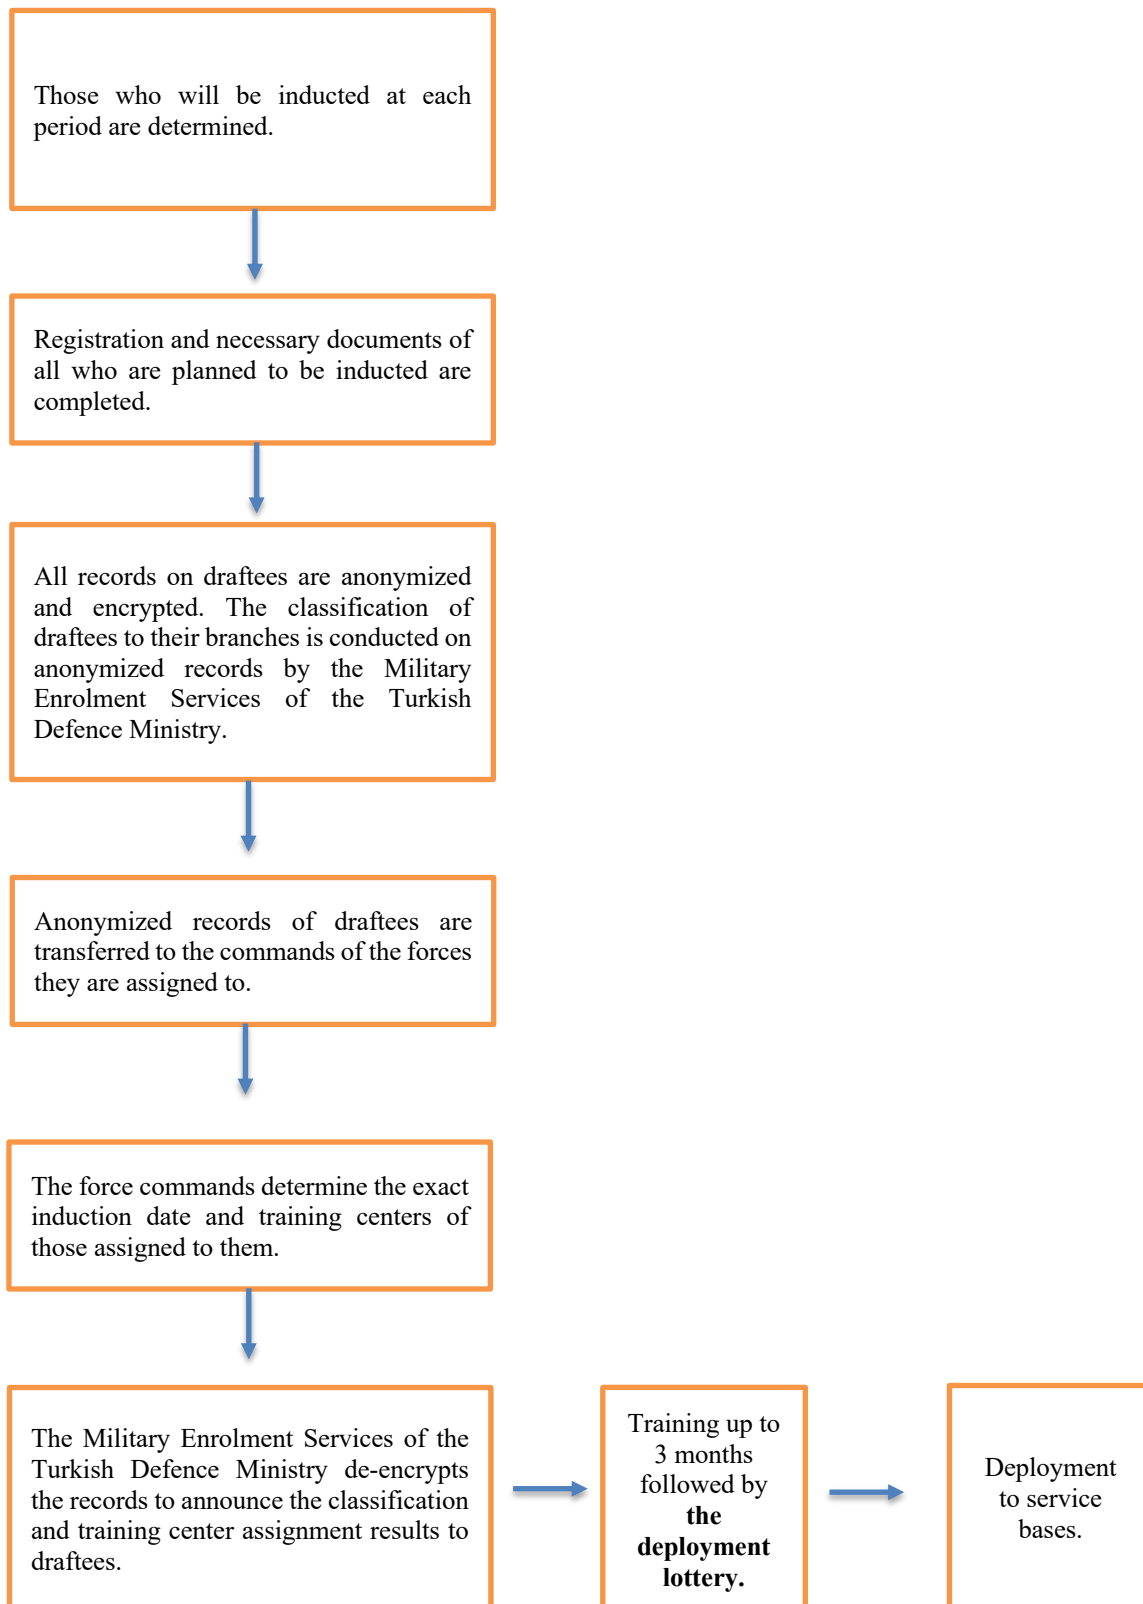 Those who will be inducted at each
period are determined.
Registration and necessary documents of
all who are planned to be inducted are
completed.
All records on draftees are anonymized
and encrypted. The classification of
draftees to their branches is conducted on
anonymized records by the Military
Enrolment Services of the Turkish
Defence Ministry.
Anonymized records of draftees are
transferred to the commands of the forces
they are assigned to.
The force commands determine the exact
induction date and training centers of
those assigned to them.
The Military Enrolment Services of the
Turkish Defence Ministry de-encrypts
the records to announce the classification
and training center assignment results to
draftees.
Training up to
3 months
followed by
the
deployment
lottery.
Deployment
to service
bases.